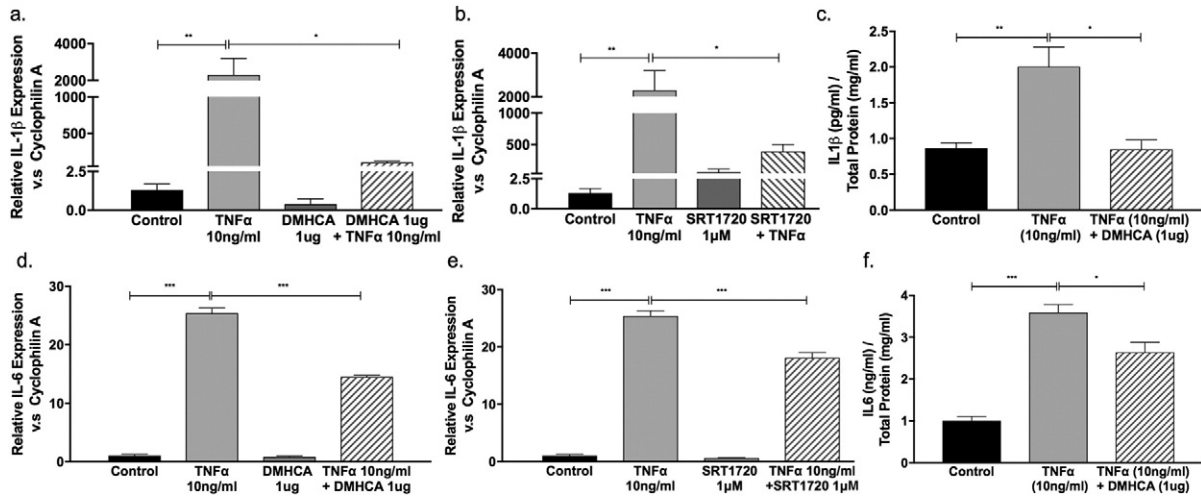 a.
Relative IL-1β Expression
v.s Cyclophilin A
4000
2000
1000
500
2.5
0.0
**
*
Control
TNFα
10ng/ml
DMHCA
1ug
DMHCA 1ug
+ TNFα 10ng/ml
b.
Relative IL-1β Expression
v.s Cyclophilin A
4000
2000
1000
500
2.5
0.0
**
*
Control
TNFα
10ng/ml
SRT1720
1μM
SRT1720
+ TNFα
c.
IL1β (pg/ml) /
Total Protein (mg/ml)
2.5
2.0
1.5
1.0
0.5
0.0
**
*
Control
TNFα
(10ng/ml)
TNFα (10ng/ml)
+ DMHCA (1ug)
d.
Relative IL-6 Expression
v.s Cyclophilin A
30
20
10
0
***
***
Control
TNFα
10ng/ml
DMHCA
1ug
TNFα 10ng/ml
+ DMHCA 1ug
e.
Relative IL-6 Expression
v.s Cyclophilin A
30
20
10
0
***
***
Control
TNFα
10ng/ml
SRT1720
1μM
TNFα 10ng/ml
+SRT1720 1μM
f.
IL6 (ng/ml) /
Total Protein (mg/ml)
4
3
2
1
0
***
*
Control
TNFα
(10ng/ml)
TNFα (10ng/ml)
+ DMHCA (1ug)